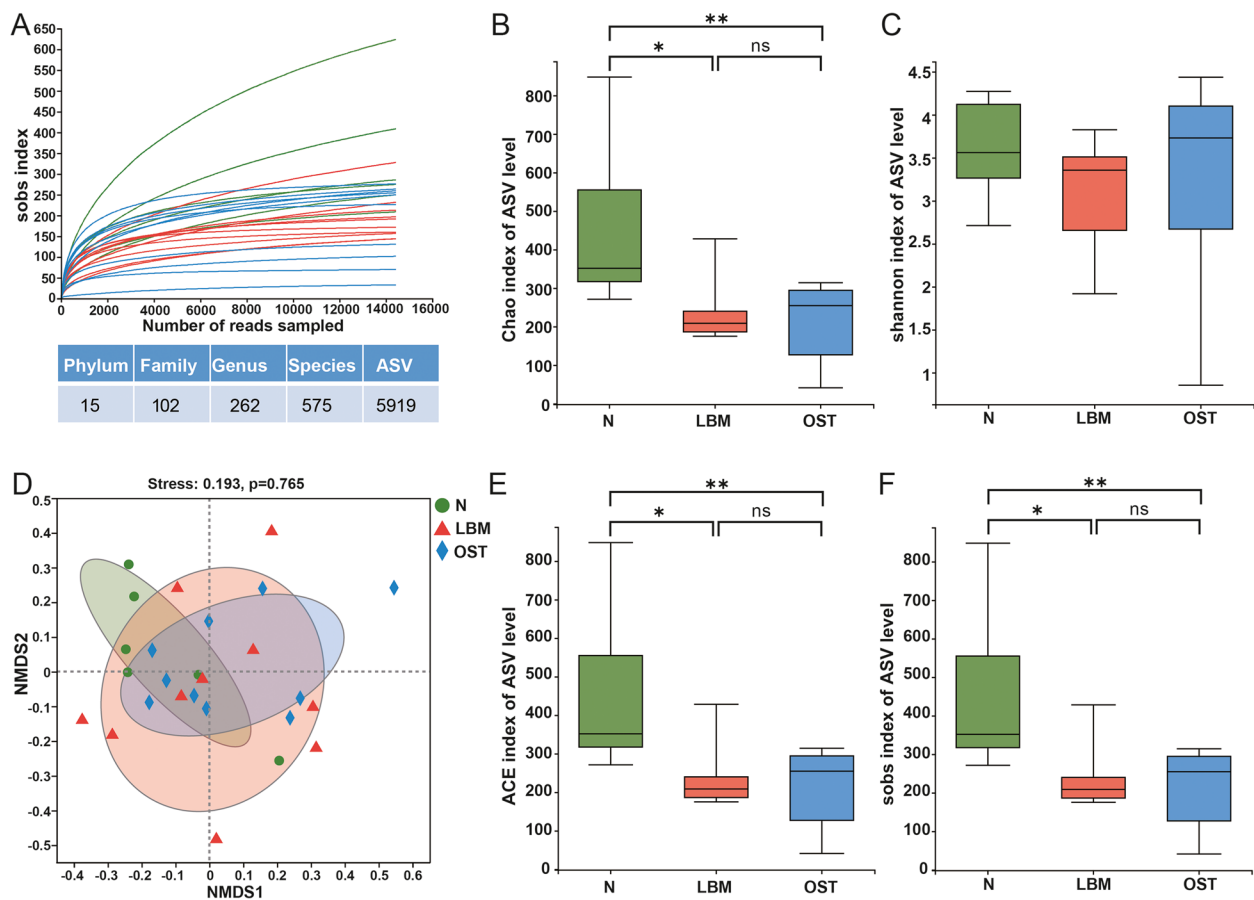 A
650
600
550
500
450
400
350
300
250
200
150
100
50
0
sobs index
0 2000 4000 6000 8000 10000 12000 14000 16000
Number of reads sampled
Phylum Family Genus Species ASV
15 102 262 575 5919
B
**
* ns
800
700
600
500
400
300
200
100
0
Chao index of ASV level
N LBM OST
C
4.5
4
3.5
3
2.5
2
1.5
1
shannon index of ASV level
N LBM OST
D
Stress: 0.193, p=0.765
N
LBM
OST
0.5
0.4
0.3
0.2
0.1
0
-0.1
-0.2
-0.3
-0.4
-0.5
NMDS2
-0.4 -0.3 -0.2 -0.1 0 0.1 0.2 0.3 0.4 0.5 0.6
NMDS1
E
**
* ns
800
700
600
500
400
300
200
100
0
ACE index of ASV level
N LBM OST
F
**
* ns
800
700
600
500
400
300
200
100
0
sobs index of ASV level
N LBM OST